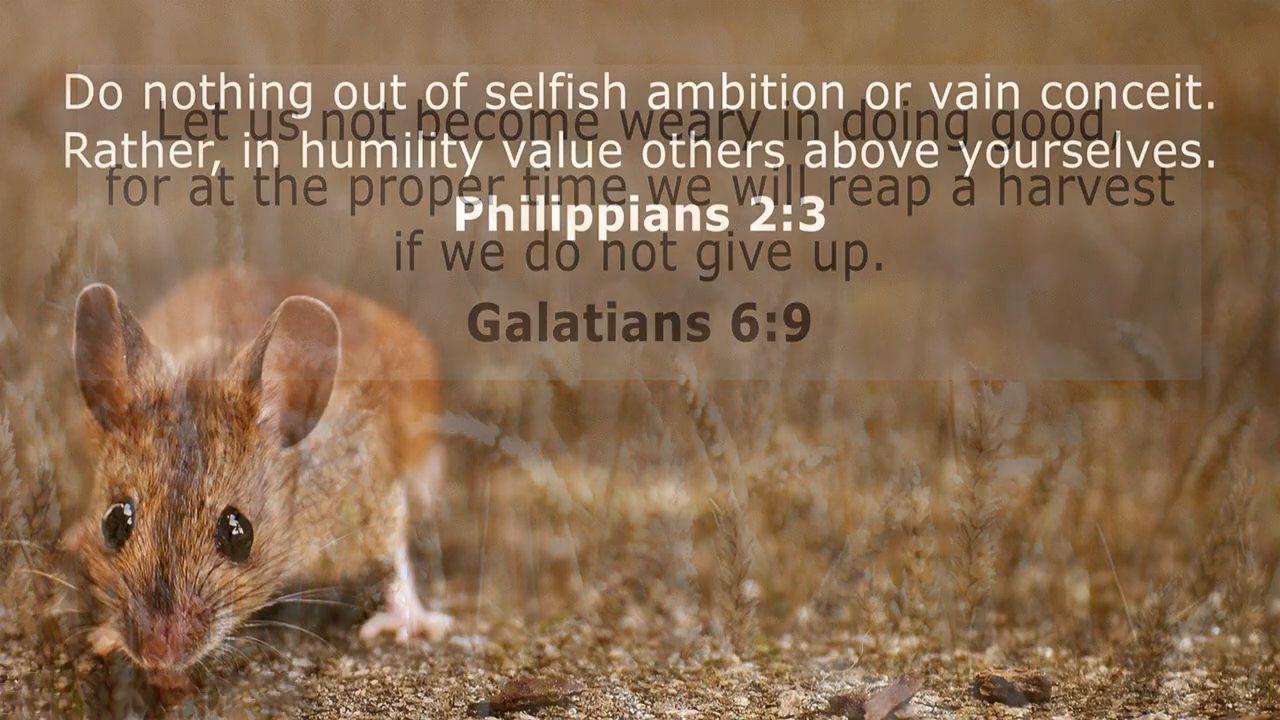 Do nothing out of selfish ambition or vain conceit.
Rather, in humility value others above yourselves.
Philippians 2:3
Let us not become weary in doing good,
for at the proper time we will reap a harvest
if we do not give up.
Galatians 6:9